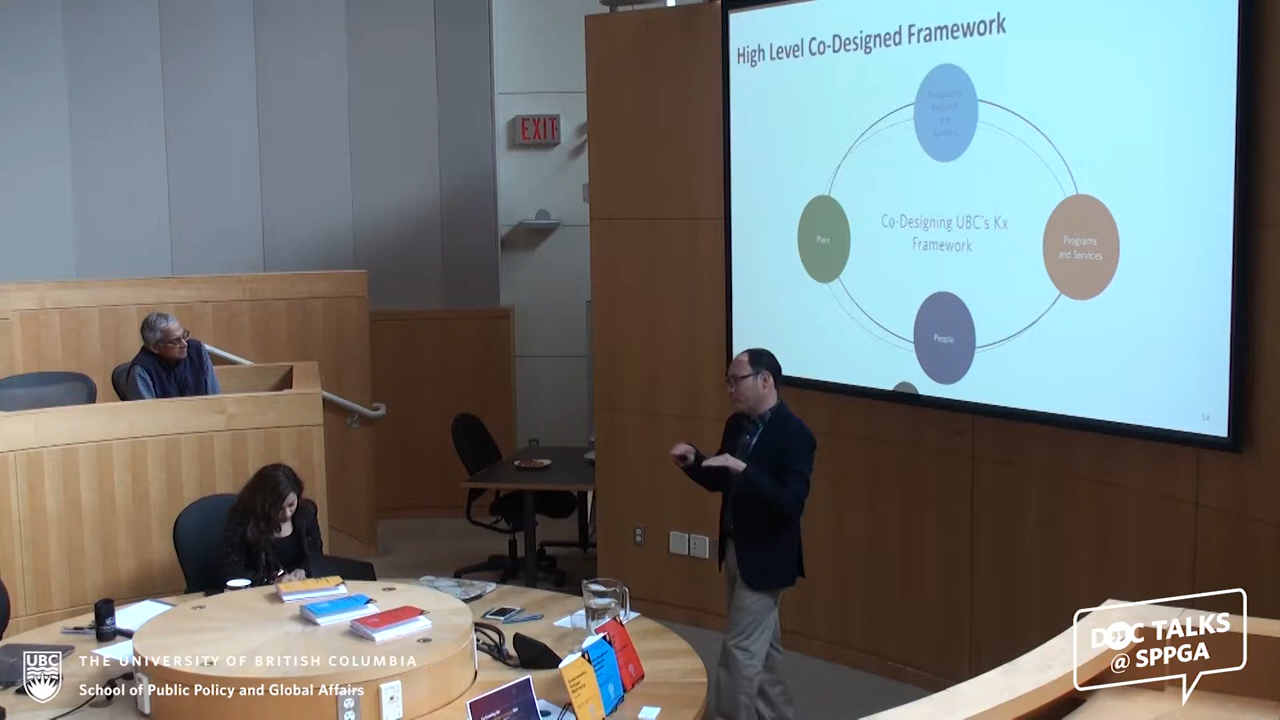 High Level Co-Designed Framework
and
Co-Designing UBC's Kx
Framework
Programs
and Services
People
14
EXIT
UBC
THE UNIVERSITY OF BRITISH COLUMBIA
School of Public Policy and Global Affairs
DOC TALKS
@ SPPGA